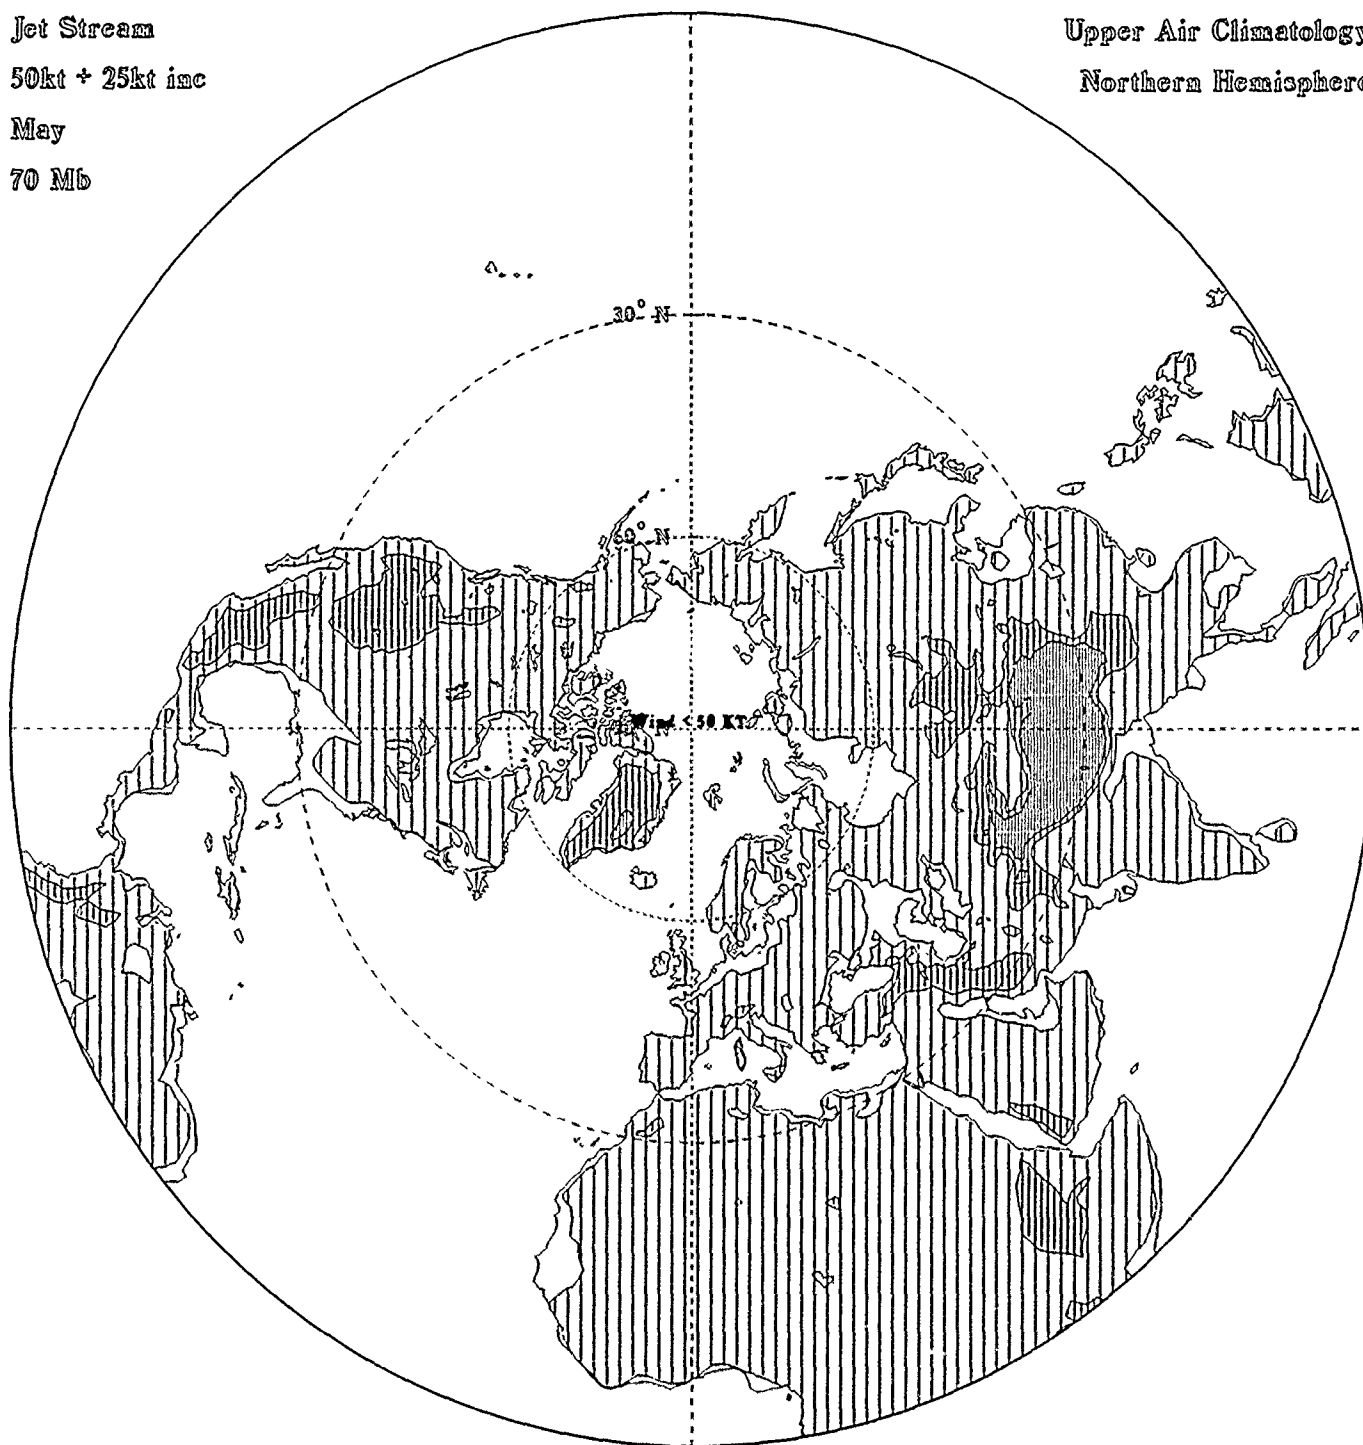 Jet Stream
50kt + 25kt inc
May
70 Mb
Upper Air Climatology
Northern Hemisphere
30° N
60° N
Wind < 50 KT